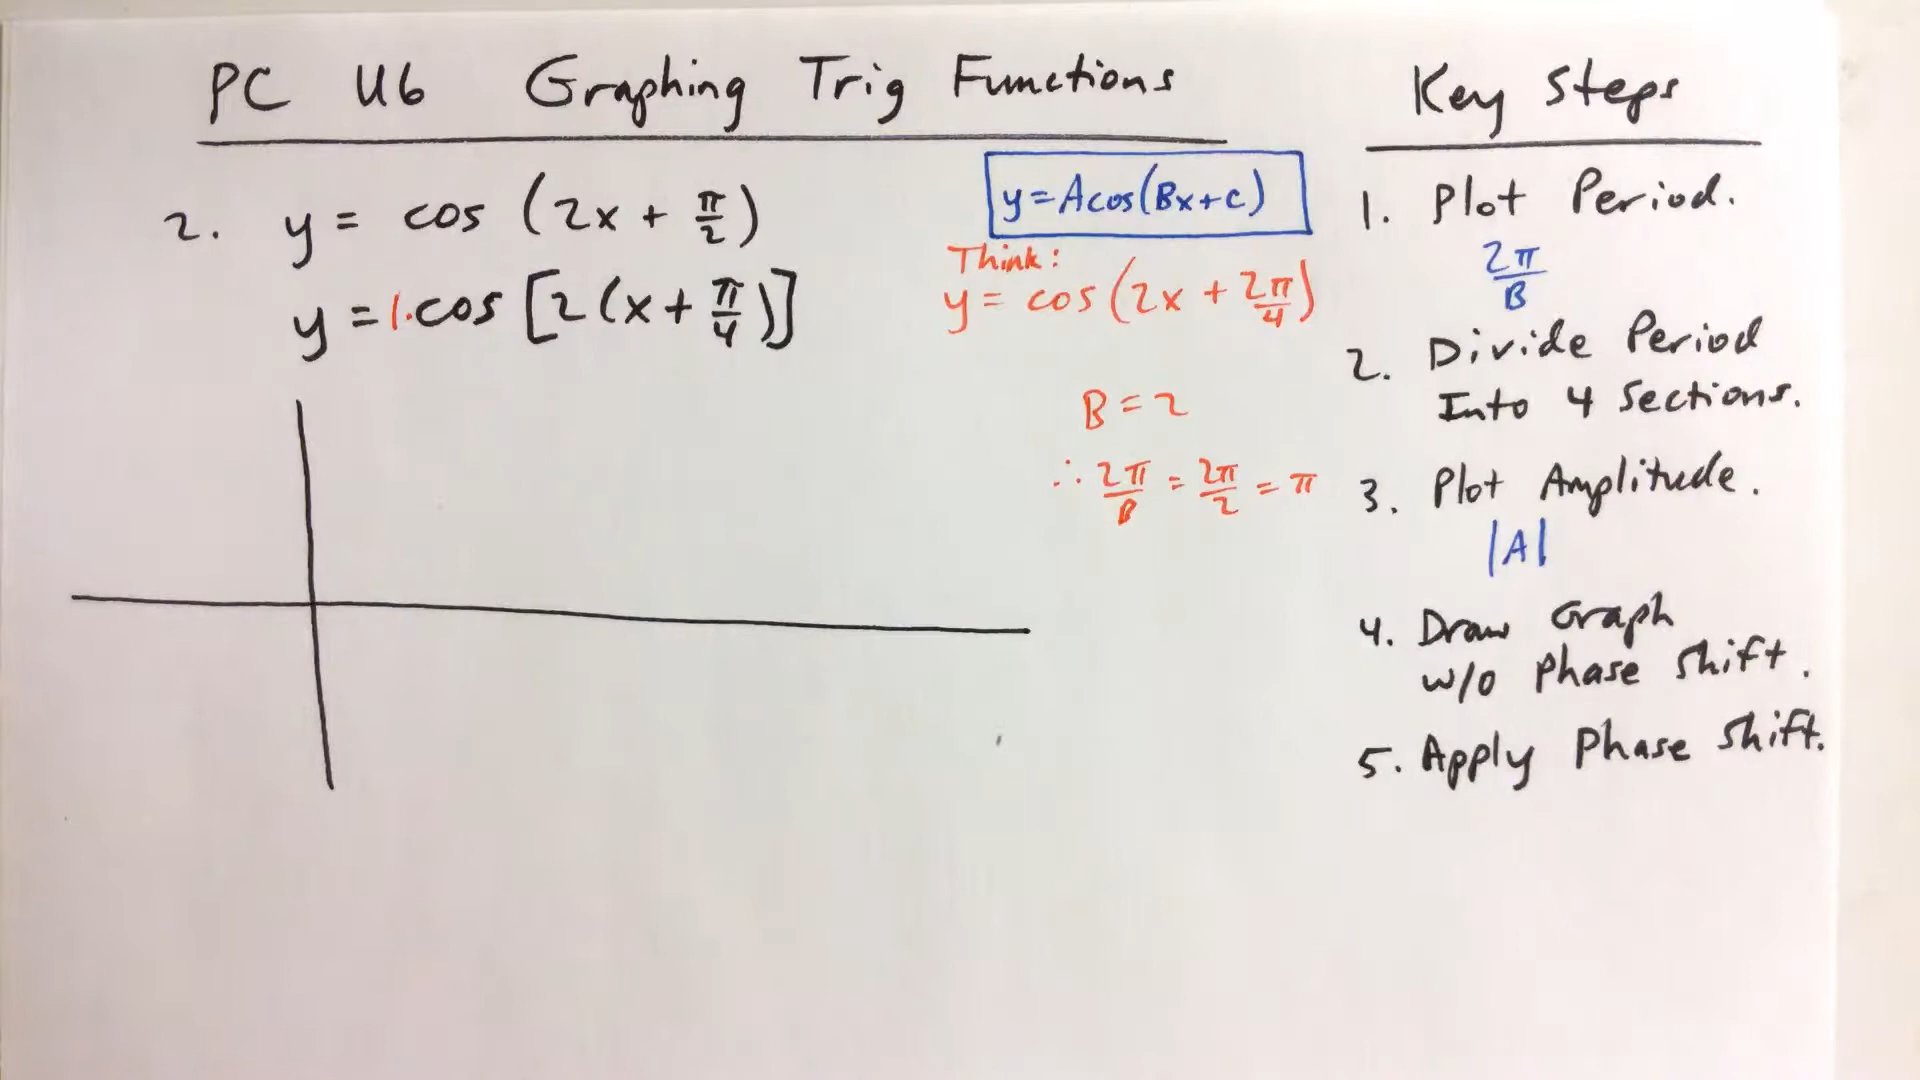 PC U6 Graphing Trig Functions
2. y = cos (2x + π/2)
y = 1·cos [2(x + π/4)]
y = A cos(Bx + C)
Think:
y = cos(2x + 2π/4)
B = 2
∴ 2π/B = 2π/2 = π
Key Steps
1. Plot Period.
2π/B
2. Divide Period
Into 4 Sections.
3. Plot Amplitude.
|A|
4. Draw Graph
w/o Phase Shift.
5. Apply Phase Shift.